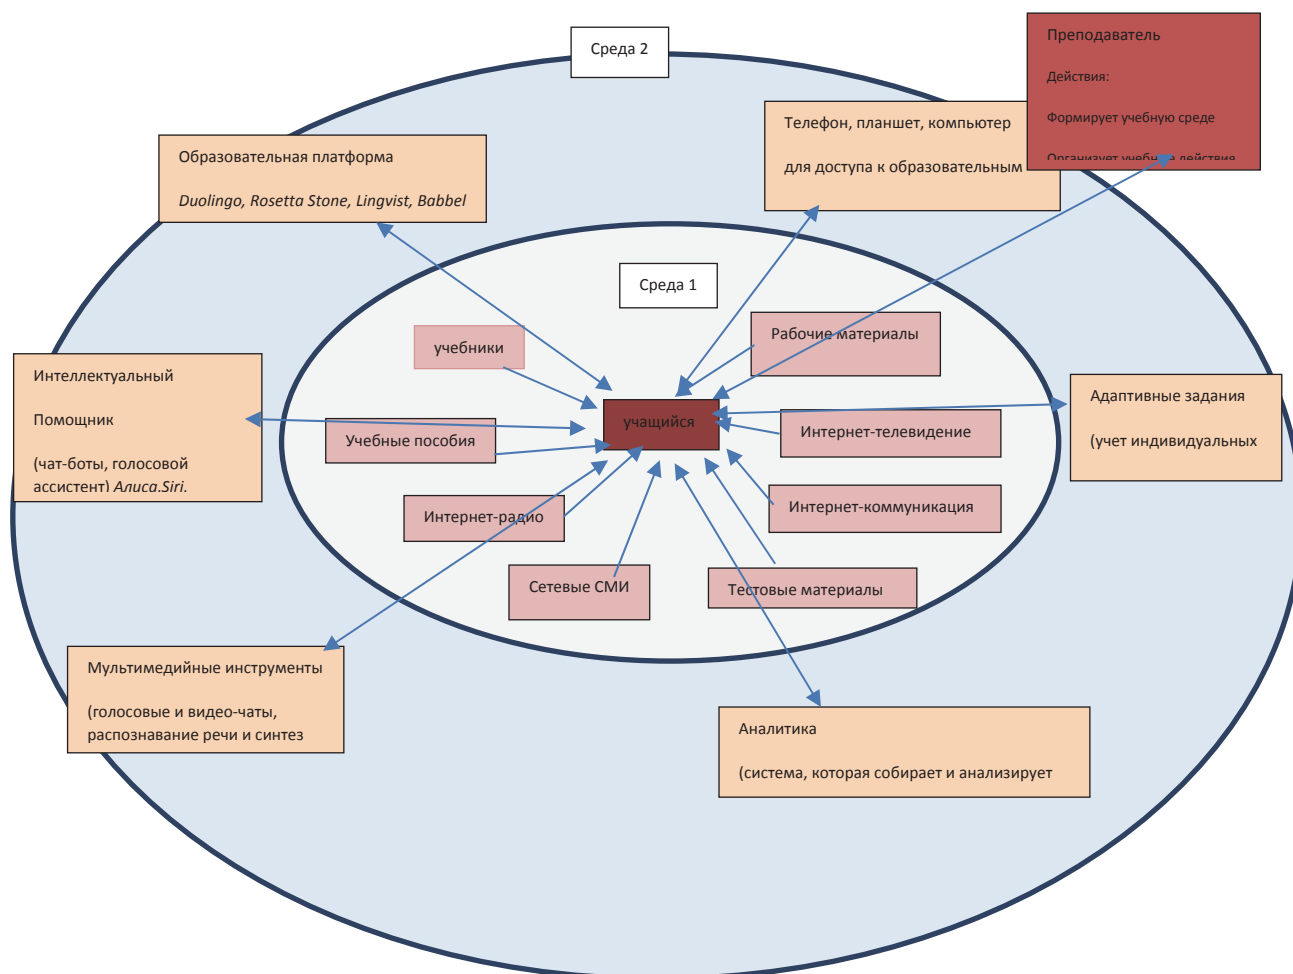 Среда 2
Преподаватель
Действия:
Формирует учебную среде
Организует учебные действия
Телефон, планшет, компьютер
для доступа к образовательным
Образовательная платформа
Duolingo, Rosetta Stone, Lingvist, Babbel
Среда 1
учебники
Рабочие материалы
Интеллектуальный
Помощник
(чат-боты, голосовой
ассистент) Алиса.Siri.
учащийся
Адаптивные задания
(учет индивидуальных
Учебные пособия
Интернет-телевидение
Интернет-радио
Интернет-коммуникация
Сетевые СМИ
Тестовые материалы
Мультимедийные инструменты
(голосовые и видео-чаты,
распознавание речи и синтез
Аналитика
(система, которая собирает и анализирует